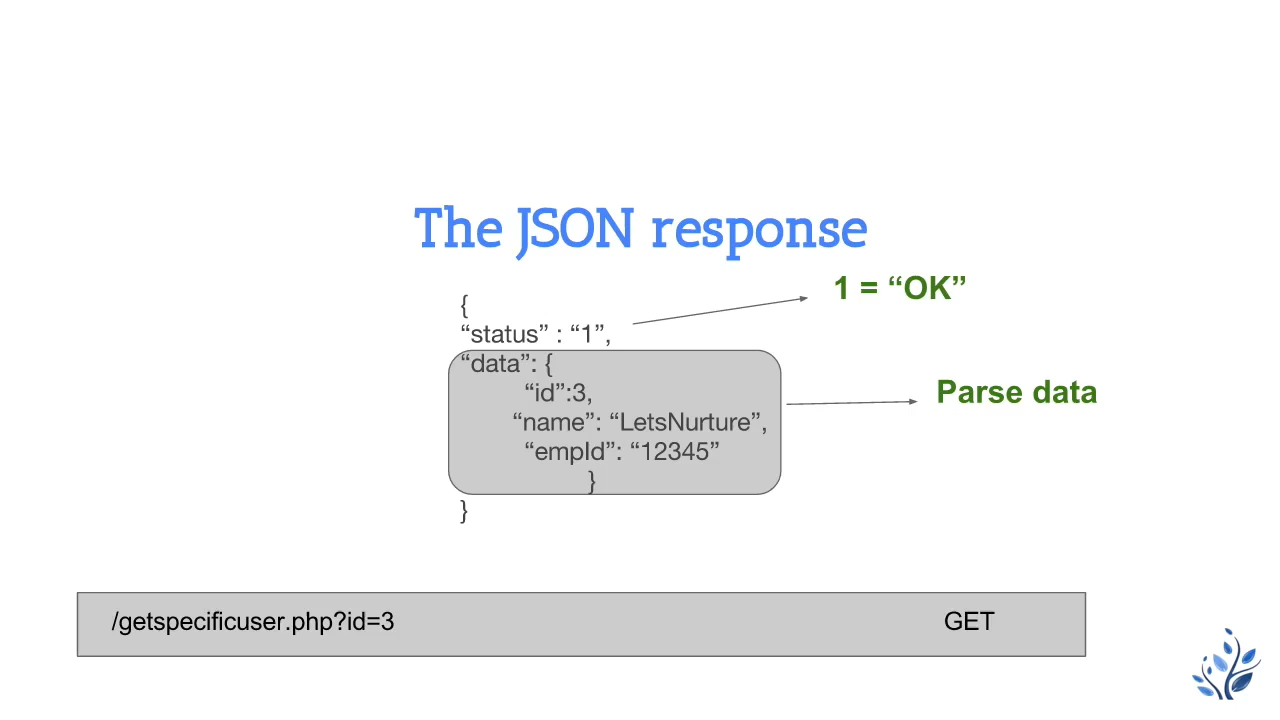 The JSON response
1 = “OK”
{
“status” : “1”,
“data”: {
“id”:3,
“name”: “LetsNurture”,
“empId”: “12345”
}
}
Parse data
/getspecificuser.php?id=3 GET